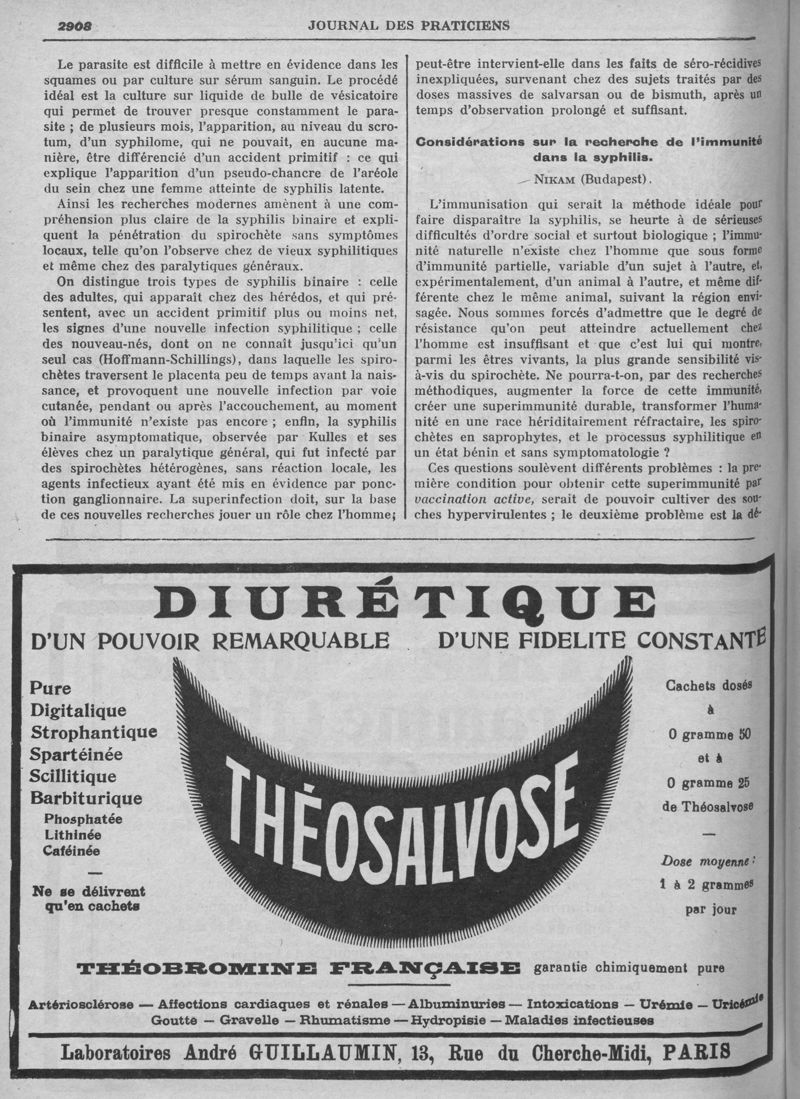 2908
JOURNAL DES PRATICIENS
Le parasite est difficile à mettre en évidence dans les
squames ou par culture sur sérum sanguin. Le procédé
idéal est la culture sur liquide de bulle de vésicatoire
qui permet de trouver presque constamment le para-
site ; de plusieurs mois, l'apparition, au niveau du scro-
tum, d'un syphilome, qui ne pouvait, en aucune ma-
nière, être différencié d'un accident primitif : ce qui
explique l'apparition d'un pseudo-chancre de l'aréole
du sein chez une femme atteinte de syphilis latente.
Ainsi les recherches modernes amènent à une com-
préhension plus claire de la syphilis binaire et expli-
quent la pénétration du spirochète sans symptômes
locaux, telle qu'on l'observe chez de vieux syphilitiques
et même chez des paralytiques généraux.
On distingue trois types de syphilis binaire : celle
des adultes, qui apparaît chez des hérédos, et qui pré-
sentent, avec un accident primitif plus ou moins net,
les signes d'une nouvelle infection syphilitique ; celle
des nouveau-nés, dont on ne connaît jusqu'ici qu'un
seul cas (Hoffmann-Schillings), dans laquelle les spiro-
chètes traversent le placenta peu de temps avant la nais-
sance, et provoquent une nouvelle infection par voie
cutanée, pendant ou après l'accouchement, au moment
où l'immunité n'existe pas encore ; enfin, la syphilis
binaire asymptomatique, observée par Kulles et ses
élèves chez un paralytique général, qui fut infecté par
des spirochètes hétérogènes, sans réaction locale, les
agents infectieux ayant été mis en évidence par ponc-
tion ganglionnaire. La superinfection doit, sur la base
de ces nouvelles recherches jouer un rôle chez l'homme;
peut-être intervient-elle dans les faits de séro-récidives
inexpliquées, survenant chez des sujets traités par des
doses massives de salvarsan ou de bismuth, après un
temps d'observation prolongé et suffisant.
Considérations sur la recherche de l'immunité
dans la syphilis.
— NIKAM (Budapest).
L'immunisation qui serait la méthode idéale pour
faire disparaître la syphilis, se heurte à de sérieuses
difficultés d'ordre social et surtout biologique ; l'immu-
nité naturelle n'existe chez l'homme que sous forme
d'immunité partielle, variable d'un sujet à l'autre, et,
expérimentalement, d'un animal à l'autre, et même dif-
férente chez le même animal, suivant la région envi-
sagée. Nous sommes forcés d'admettre que le degré de
résistance qu'on peut atteindre actuellement chez
l'homme est insuffisant et que c'est lui qui montre,
parmi les êtres vivants, la plus grande sensibilité vis-
à-vis du spirochète. Ne pourra-t-on, par des recherches
méthodiques, augmenter la force de cette immunité,
créer une superimmunité durable, transformer l'huma-
nité en une race hériditairement réfractaire, les spiro-
chètes en saprophytes, et le processus syphilitique en
un état bénin et sans symptomatologie ?
Ces questions soulèvent différents problèmes : la pre-
mière condition pour obtenir cette superimmunité par
vaccination active, serait de pouvoir cultiver des sou-
ches hypervirulentes ; le deuxième problème est la dé-
DIURÉTIQUE
D'UN POUVOIR REMARQUABLE. D'UNE FIDELITE CONSTANTE
Pure
Digitalique
Strophantique
Spartéinée
Scillitique
Barbiturique
Phosphatée
Lithinée
Caféinée
—
Ne se délivrent
qu'en cachets
THÉOSALVOSE
Cachets dosés
à
0 gramme 50
et à
0 gramme 25
de Théosalvose
—
Dose moyenne :
1 à 2 grammes
par jour
THÉOBROMINE FRANÇAISE garantie chimiquement pure
Artériosclérose — Affections cardiaques et rénales — Albuminuries — Intoxications — Urémie — Uricémie
Goutte — Gravelle — Rhumatisme — Hydropisie — Maladies infectieuses
Laboratoires André GUILLAUMIN, 13, Rue du Cherche-Midi, PARIS